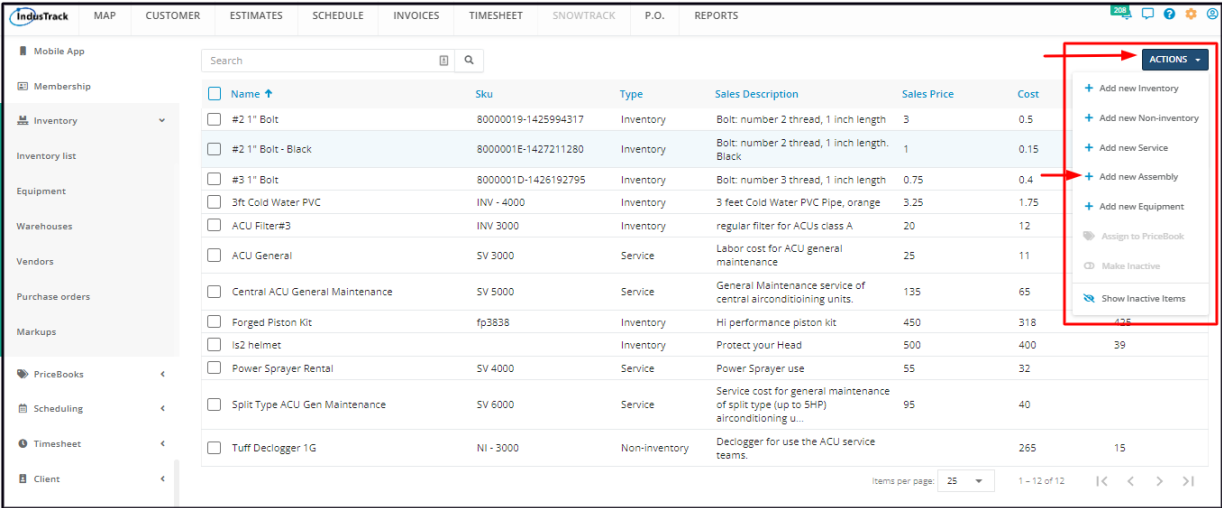 IndusTrack MAP CUSTOMER ESTIMATES SCHEDULE INVOICES TIMESHEET SNOWTRACK P.O. REPORTS 208
Mobile App
Membership
Inventory
Inventory list
Equipment
Warehouses
Vendors
Purchase orders
Markups
PriceBooks
Scheduling
Timesheet
Client
Search
ACTIONS
Add new Inventory
Add new Non-inventory
Add new Service
Add new Assembly
Add new Equipment
Assign to PriceBook
Make Inactive
Show Inactive Items
Name Sku Type Sales Description Sales Price Cost
#2 1" Bolt 80000019-1425994317 Inventory Bolt: number 2 thread, 1 inch length 3 0.5
#2 1" Bolt - Black 8000001E-1427211280 Inventory Bolt: number 2 thread, 1 inch length. 1 0.15
Black
#3 1" Bolt 8000001D-1426192795 Inventory Bolt: number 3 thread, 1 inch length 0.75 0.4
3ft Cold Water PVC INV - 4000 Inventory 3 feet Cold Water PVC Pipe, orange 3.25 1.75
ACU Filter#3 INV 3000 Inventory regular filter for ACUs class A 20 12
ACU General SV 3000 Service Labor cost for ACU general 25 11
maintenance
Central ACU General Maintenance SV 5000 Service General Maintenance service of 135 65
central airconditioining units.
Forged Piston Kit fp3838 Inventory Hi performance piston kit 450 318 425
ls2 helmet Inventory Protect your Head 500 400 39
Power Sprayer Rental SV 4000 Service Power Sprayer use 55 32
Split Type ACU Gen Maintenance SV 6000 Service Service cost for general maintenance 95 40
of split type (up to 5HP)
airconditioning u...
Tuff Declogger 1G NI - 3000 Non-inventory Declogger for use the ACU service 265 15
teams.
Items per page: 25 1 – 12 of 12